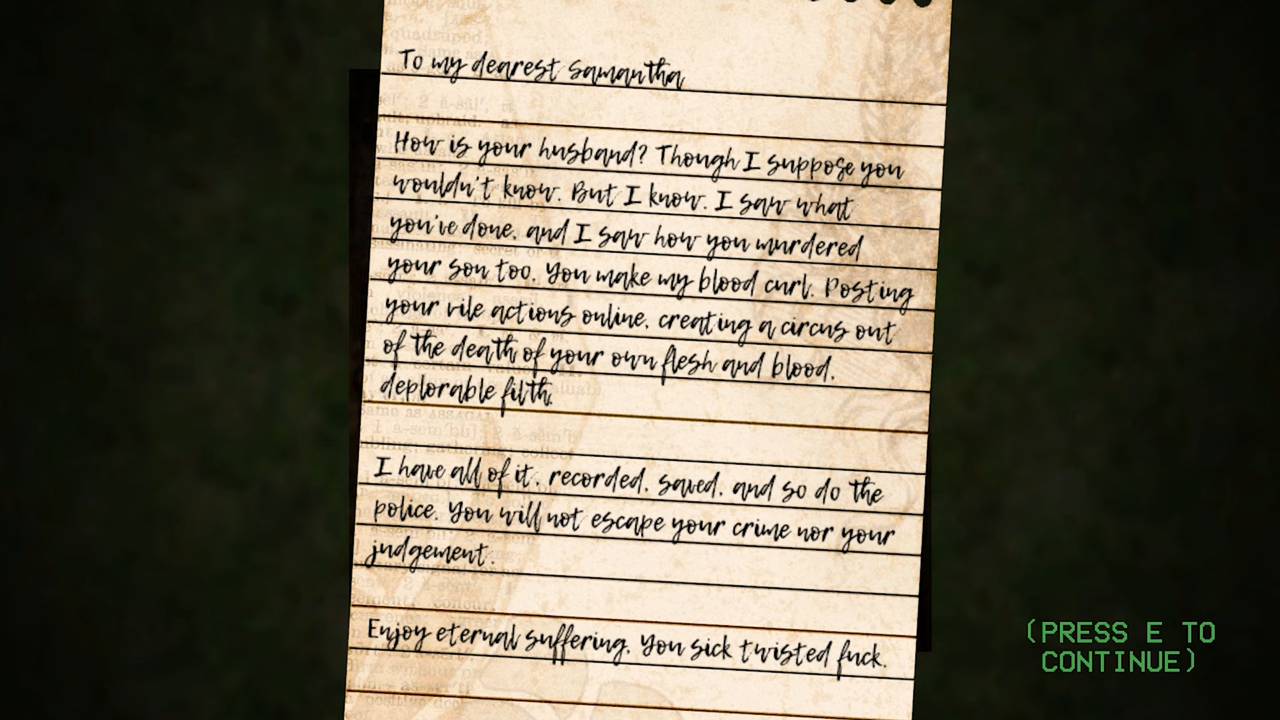 To my dearest Samantha
How is your husband? Though I suppose you
wouldn't know. But I know. I saw what
you've done, and I saw how you murdered
your son too. You make my blood curl. Posting
your vile actions online, creating a circus out
of the death of your own flesh and blood.
deplorable filth.
I have all of it, recorded, saved, and so do the
police. You will not escape your crime nor your
judgement.
Enjoy eternal suffering. You sick twisted fuck.
(PRESS E TO
CONTINUE)